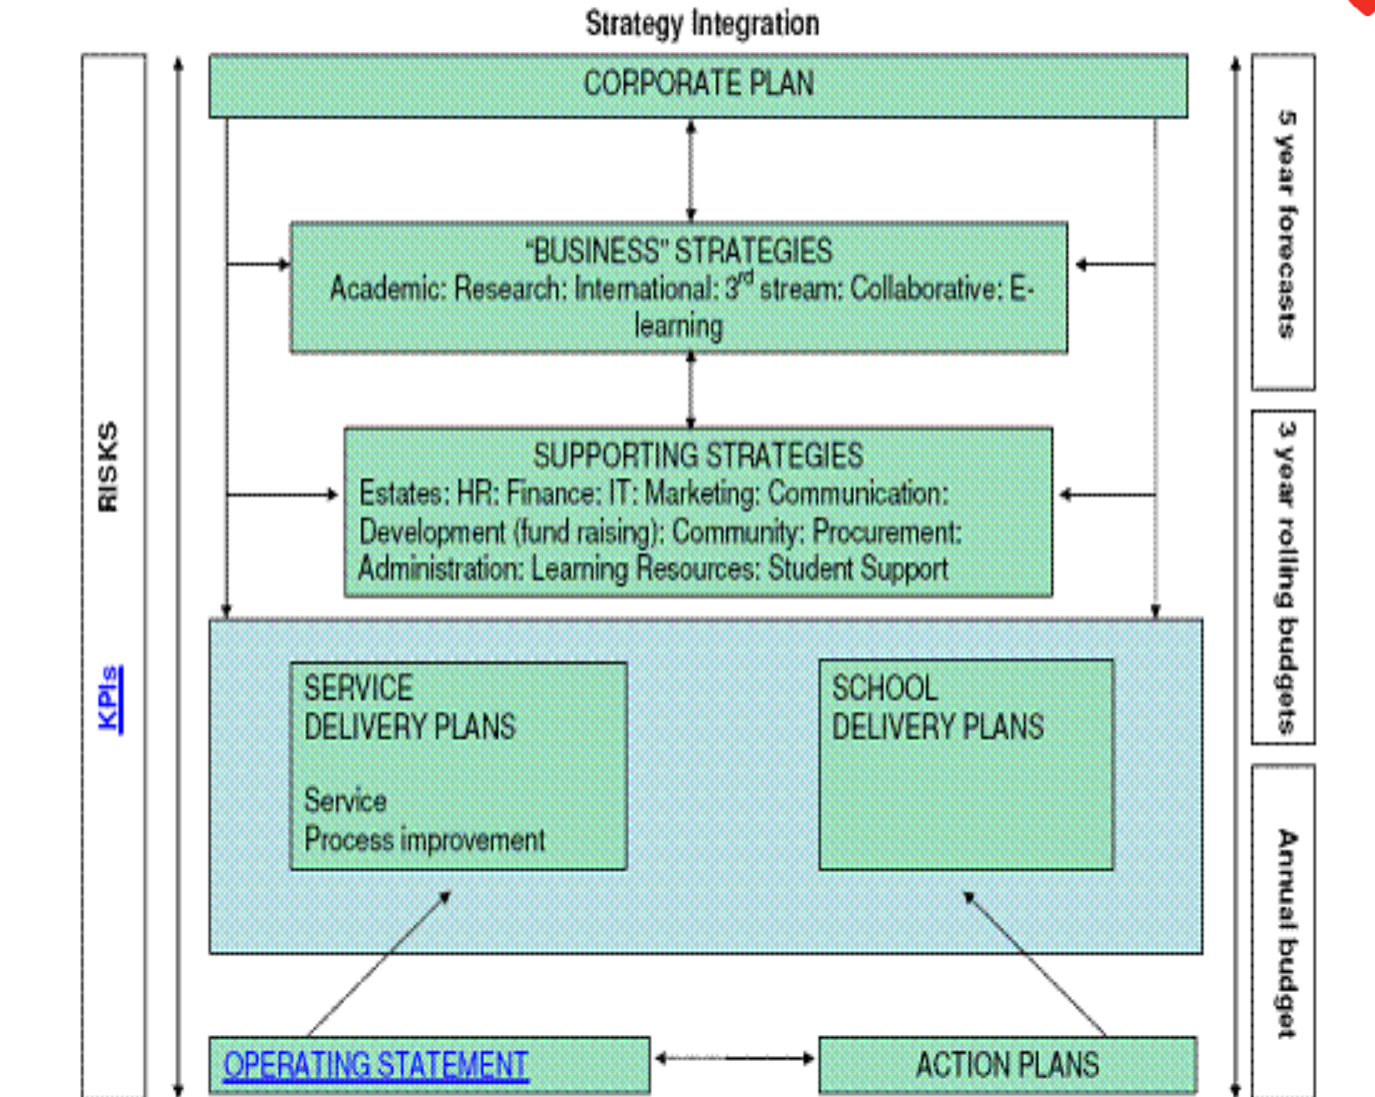 Strategy Integration
CORPORATE PLAN
“BUSINESS” STRATEGIES
Academic: Research: International: 3rd stream: Collaborative: E-
learning
SUPPORTING STRATEGIES
Estates: HR: Finance: IT: Marketing: Communication:
Development (fund raising): Community: Procurement:
Administration: Learning Resources: Student Support
SERVICE
DELIVERY PLANS
Service
Process improvement
SCHOOL
DELIVERY PLANS
OPERATING STATEMENT
ACTION PLANS
RISKS
KPIs
5 year forecasts
3 year rolling budgets
Annual budget